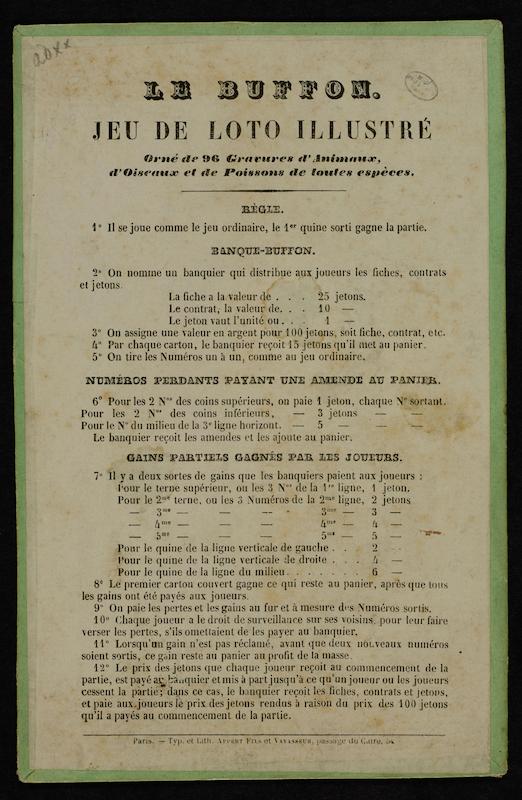 abxx
LE BUFFON.
JEU DE LOTO ILLUSTRÉ
Orné de 96 Gravures d'Animaux,
d'Oiseaux et de Poissons de toutes espèces.
RÈGLE.
1° Il se joue comme le jeu ordinaire, le 1er quine sorti gagne la partie.
BANQUE-BUFFON.
2° On nomme un banquier qui distribue aux joueurs les fiches, contrats
et jetons.
La fiche a la valeur de . . . 25 jetons.
Le contrat, la valeur de. . . 10 —
Le jeton vaut l'unité ou . . . 1 —
3° On assigne une valeur en argent pour 100 jetons, soit fiche, contrat, etc.
4° Par chaque carton, le banquier reçoit 15 jetons qu'il met au panier.
5° On tire les Numéros un à un, comme au jeu ordinaire.
NUMÉROS PERDANTS PAYANT UNE AMENDE AU PANIER.
6° Pour les 2 Nos des coins supérieurs, on paie 1 jeton, chaque N° sortant.
Pour les 2 Nos des coins inférieurs, — 3 jetons — —
Pour le N° du milieu de la 3e ligne horizont. — 5 — — —
Le banquier reçoit les amendes et les ajoute au panier.
GAINS PARTIELS GAGNÉS PAR LES JOUEURS.
7° Il y a deux sortes de gains que les banquiers paient aux joueurs :
Pour le terne supérieur, ou les 3 Nos de la 1re ligne, 1 jeton.
Pour le 2me terne, ou les 3 Numéros de la 2me ligne, 2 jetons
— 3me — — — 3me — 3 —
— 4me — — — 4me — 4 —
— 5me — — — 5me — 5 —
Pour le quine de la ligne verticale de gauche . . 2 —
Pour le quine de la ligne verticale de droite . . . 4 —
Pour le quine de la ligne du milieu . . . . . . . 6 —
8° Le premier carton couvert gagne ce qui reste au panier, après que tous
les gains ont été payés aux joueurs.
9° On paie les pertes et les gains au fur et à mesure des Numéros sortis.
10° Chaque joueur a le droit de surveillance sur ses voisins, pour leur faire
verser les pertes, s'ils omettaient de les payer au banquier.
11° Lorsqu'un gain n'est pas réclamé, avant que deux nouveaux numéros
soient sortis, ce gain reste au panier au profit de la masse.
12° Le prix des jetons que chaque joueur reçoit au commencement de la
partie, est payé au banquier et mis à part jusqu'à ce qu'un joueur ou les joueurs
cessent la partie; dans ce cas, le banquier reçoit les fiches, contrats et jetons,
et paie aux joueurs le prix des jetons rendus à raison du prix des 100 jetons
qu'il a payés au commencement de la partie.
Paris. — Typ. et Lith. APPERT FILS et VAVASSEUR, passage du Caire, 54